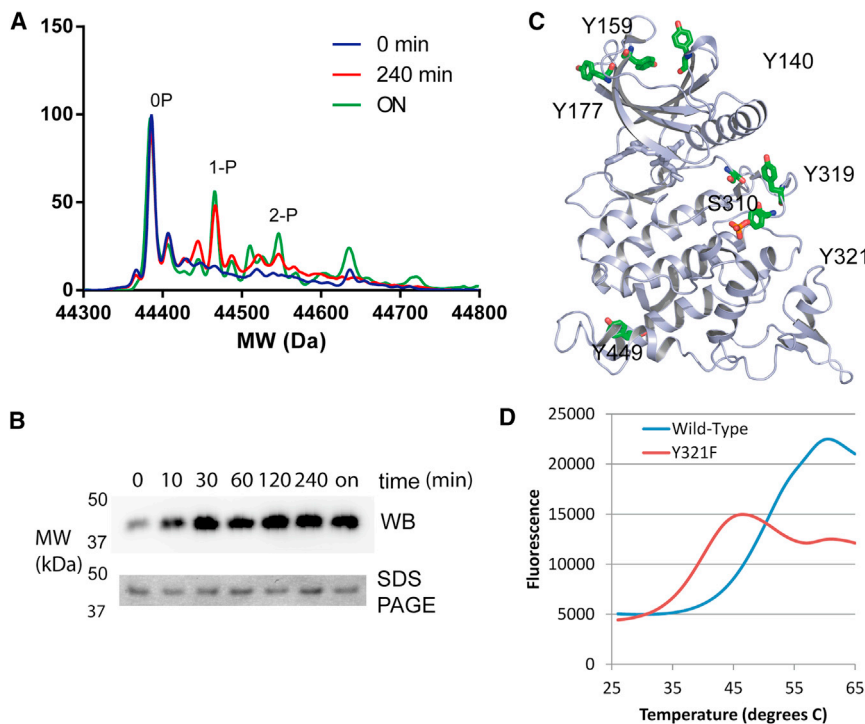 A
150
100
50
0
0P
1-P
2-P
0 min
240 min
ON
44300 44400 44500 44600 44700 44800
MW (Da)
B
0 10 30 60 120 240 on time (min)
50
37
WB
MW
(kDa)
50
37
SDS
PAGE
C
Y159
Y140
Y177
Y319
S310
Y321
Y449
D
25000
20000
15000
10000
5000
0
Wild-Type
Y321F
Fluorescence
25 35 45 55 65
Temperature (degrees C)